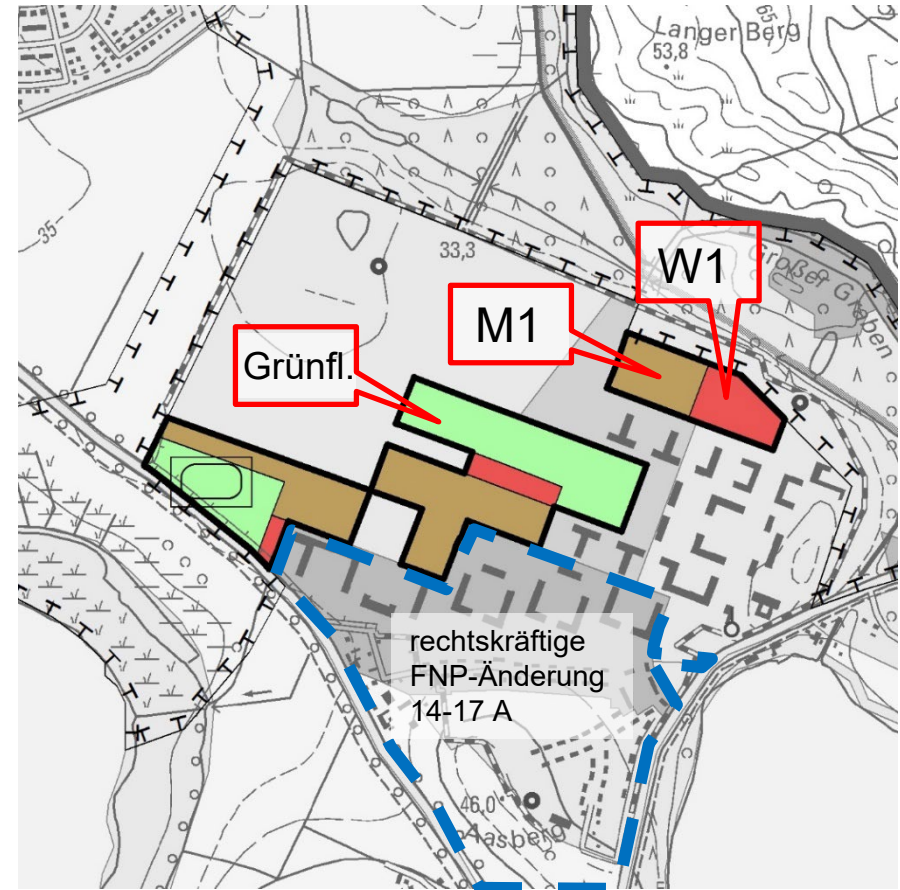 Langer Berg
53,8
65
35
33,3
Großer Graben
W1
M1
Grünfl.
rechtskräftige
FNP-Änderung
14-17 A
46,0
Aasberg